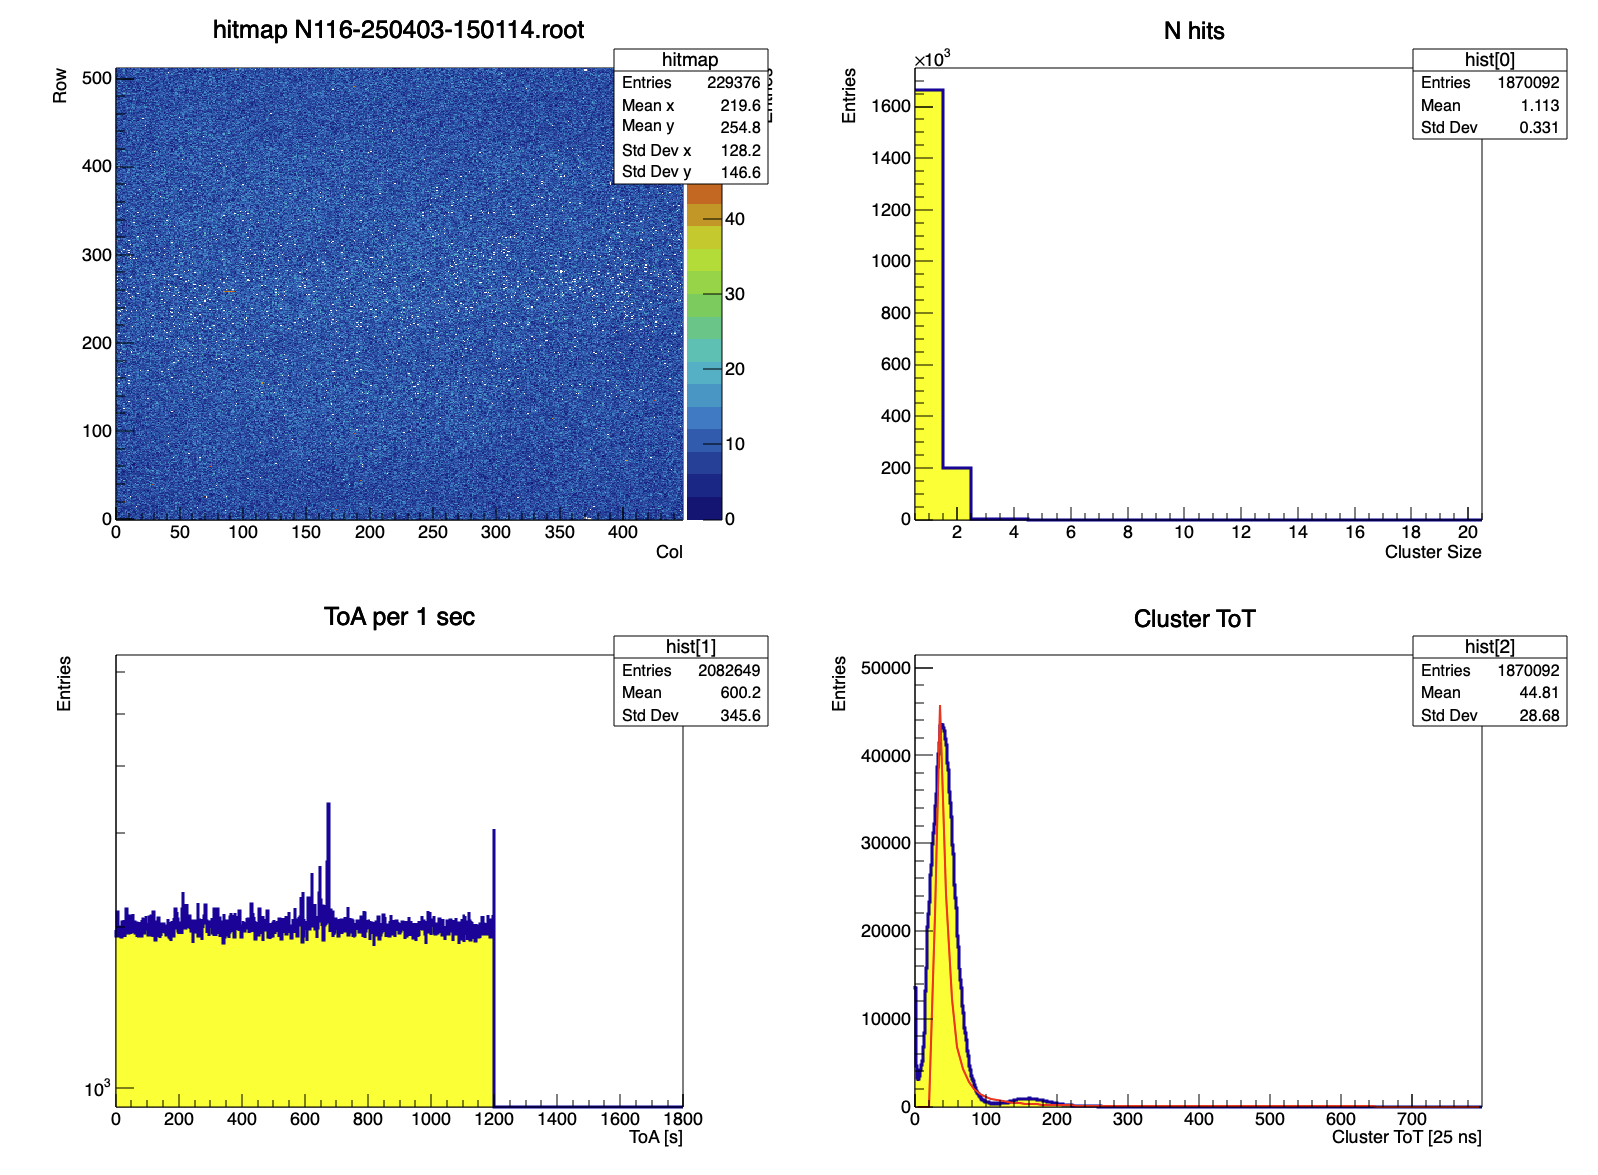 hitmap N116-250403-150114.root
hitmap
Entries 229376
Mean x 219.6
Mean y 254.8
Std Dev x 128.2
Std Dev y 146.6
Row
500
400
300
200
100
0
0 50 100 150 200 250 300 350 400
Col
40
30
20
10
0
N hits
×10³
Entries
hist[0]
Entries 1870092
Mean 1.113
Std Dev 0.331
1600
1400
1200
1000
800
600
400
200
0
2 4 6 8 10 12 14 16 18 20
Cluster Size
ToA per 1 sec
Entries
hist[1]
Entries 2082649
Mean 600.2
Std Dev 345.6
10³
0 200 400 600 800 1000 1200 1400 1600 1800
ToA [s]
Cluster ToT
Entries
hist[2]
Entries 1870092
Mean 44.81
Std Dev 28.68
50000
40000
30000
20000
10000
0
0 100 200 300 400 500 600 700
Cluster ToT [25 ns]